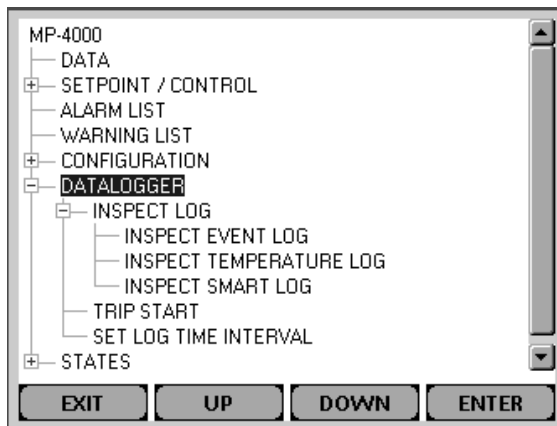 MP-4000
DATA
SETPOINT / CONTROL
ALARM LIST
WARNING LIST
CONFIGURATION
DATALOGGER
INSPECT LOG
INSPECT EVENT LOG
INSPECT TEMPERATURE LOG
INSPECT SMART LOG
TRIP START
SET LOG TIME INTERVAL
STATES
EXIT UP DOWN ENTER